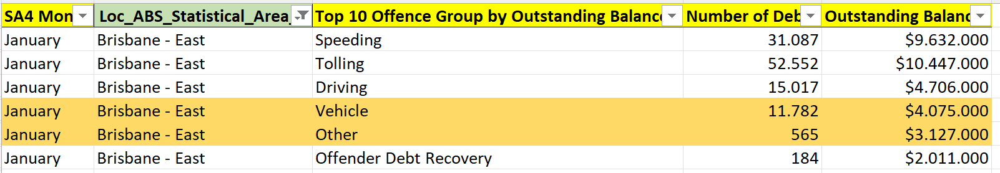 SA4 Mon Loc_ABS_Statistical_Area_ Top 10 Offence Group by Outstanding Balance Number of Deb Outstanding Balanc
January Brisbane - East Speeding 31.087 $9.632.000
January Brisbane - East Tolling 52.552 $10.447.000
January Brisbane - East Driving 15.017 $4.706.000
January Brisbane - East Vehicle 11.782 $4.075.000
January Brisbane - East Other 565 $3.127.000
January Brisbane - East Offender Debt Recovery 184 $2.011.000